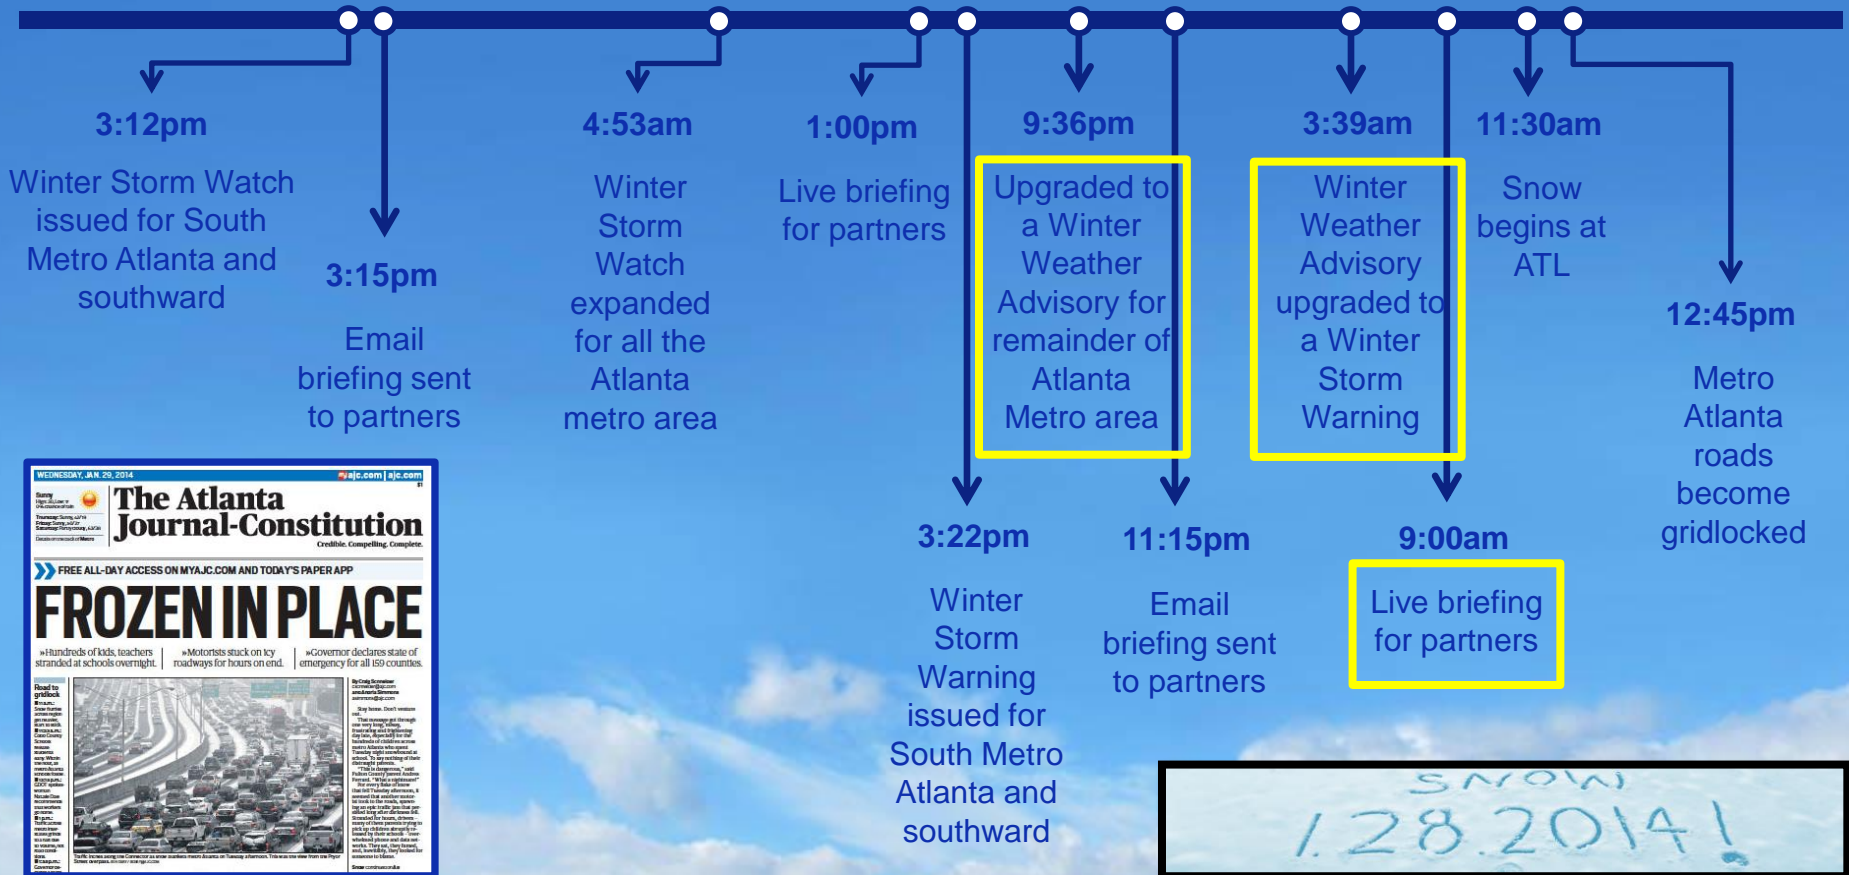 3:12pm
Winter Storm Watch
issued for South
Metro Atlanta and
southward
3:15pm
Email
briefing sent
to partners
4:53am
Winter
Storm
Watch
expanded
for all the
Atlanta
metro area
1:00pm
Live briefing
for partners
3:22pm
Winter
Storm
Warning
issued for
South Metro
Atlanta and
southward
9:36pm
Upgraded to
a Winter
Weather
Advisory for
remainder of
Atlanta
Metro area
11:15pm
Email
briefing sent
to partners
3:39am
Winter
Weather
Advisory
upgraded to
a Winter
Storm
Warning
9:00am
Live briefing
for partners
11:30am
Snow
begins at
ATL
12:45pm
Metro
Atlanta
roads
become
gridlocked
WEDNESDAY, JAN. 29, 2014
ajc.com | ajc.com
Sunny
The Atlanta
Journal-Constitution
Credible. Compelling. Complete.
FREE ALL-DAY ACCESS ON MYAJC.COM AND TODAY'S PAPER APP
FROZEN IN PLACE
»Hundreds of kids, teachers
stranded at schools overnight.
»Motorists stuck on icy
roadways for hours on end.
»Governor declares state of
emergency for all 159 counties.
Road to
gridlock
SNOW
1.28.2014!